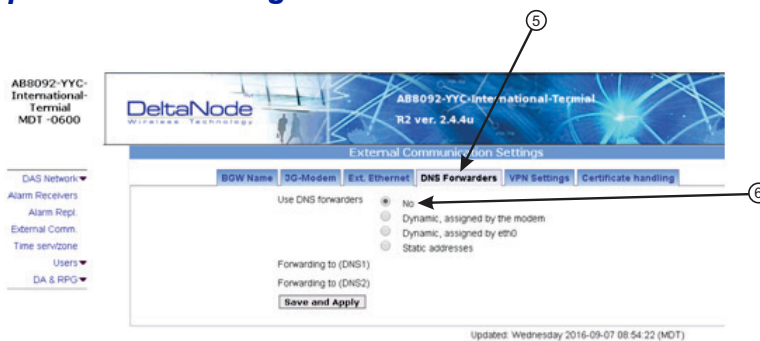 5
AB8092-YYC-
International-
Termial
MDT -0600
DeltaNode
Wireless Technology
AB8092-YYC-International-Termial
R2 ver. 2.4.4u
External Communication Settings
BGW Name 3G-Modem Ext. Ethernet DNS Forwarders VPN Settings Certificate handling
DAS Network
Alarm Receivers
Alarm Repl.
External Comm.
Time serv/zone
Users
DA & RPG
Use DNS forwarders No
Dynamic, assigned by the modem
Dynamic, assigned by eth0
Static addresses
6
Forwarding to (DNS1)
Forwarding to (DNS2)
Save and Apply
Updated: Wednesday 2016-09-07 08:54:22 (MDT)